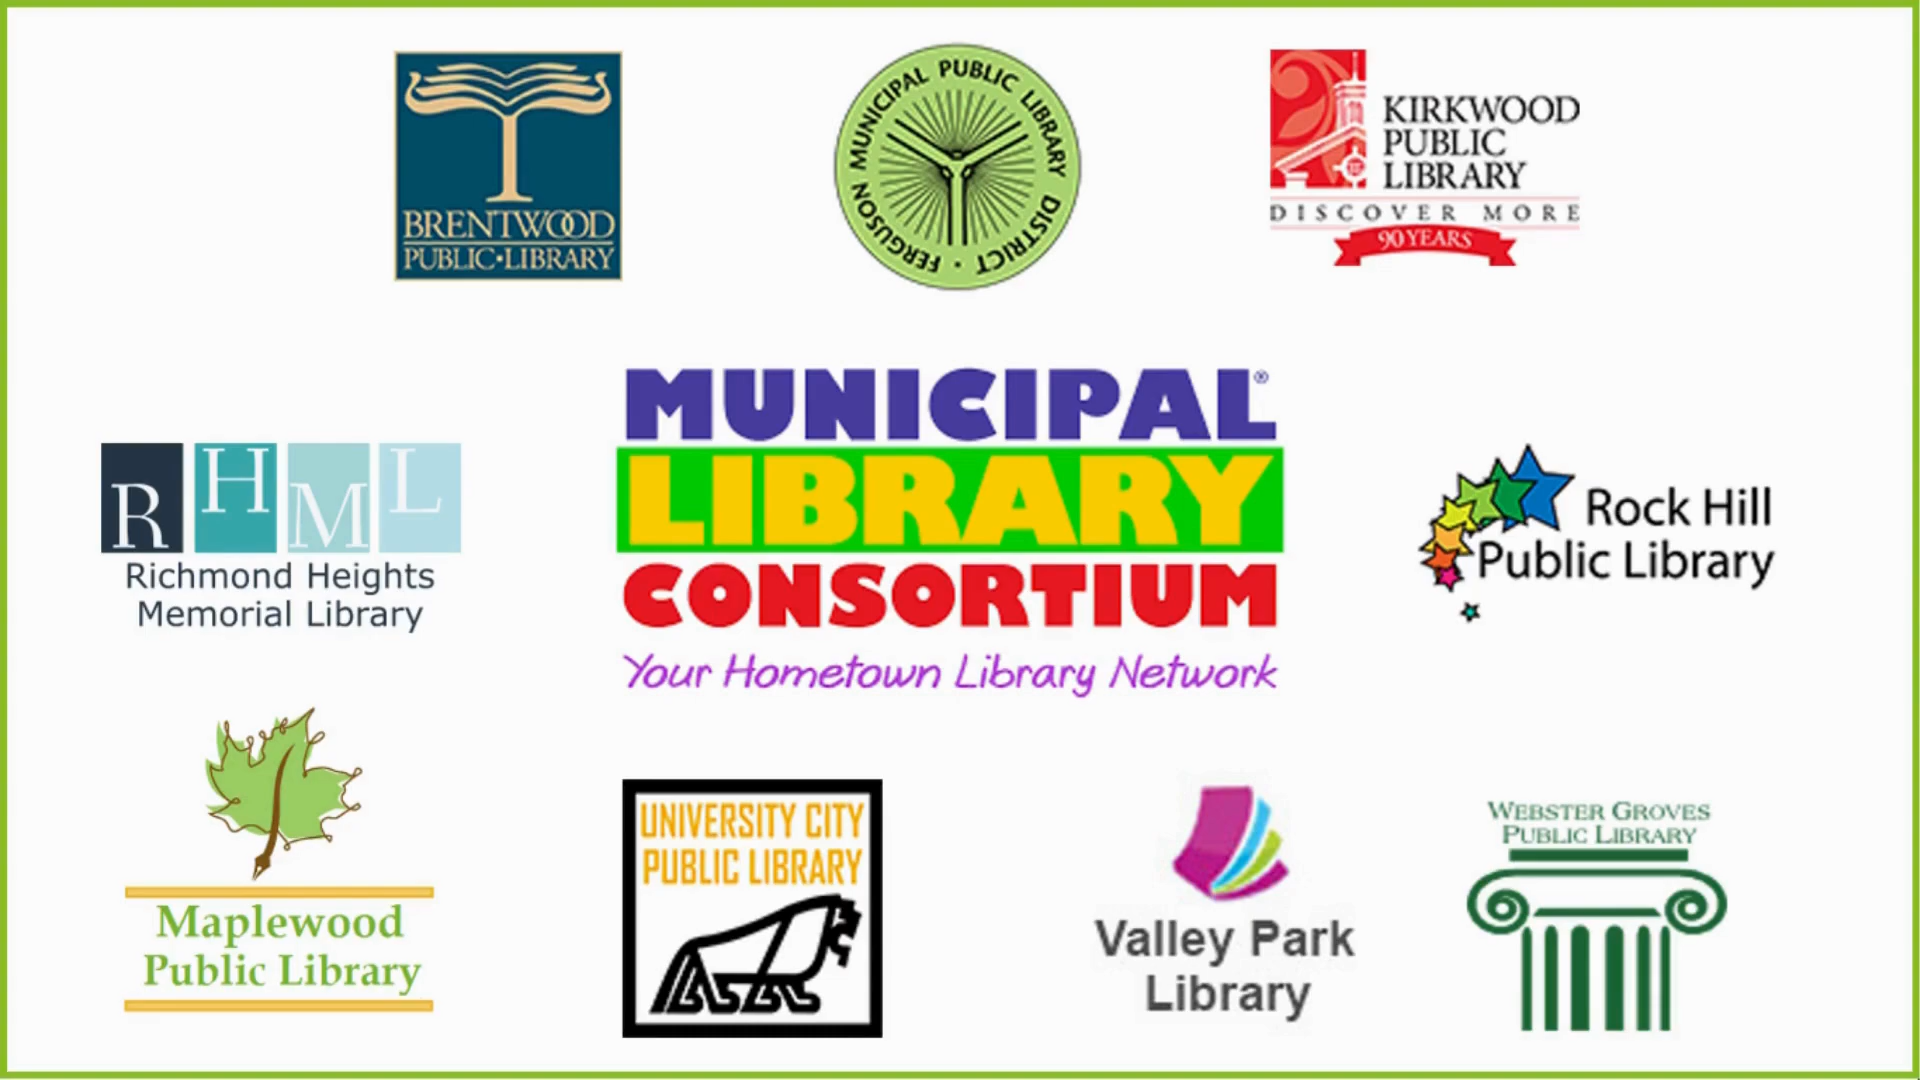 BRENTWOOD
PUBLIC•LIBRARY
FERGUSON MUNICIPAL PUBLIC LIBRARY DISTRICT •
KIRKWOOD
PUBLIC
LIBRARY
DISCOVER MORE
90 YEARS
RHML
Richmond Heights
Memorial Library
MUNICIPAL®
LIBRARY
CONSORTIUM
Your Hometown Library Network
Rock Hill
Public Library
Maplewood
Public Library
UNIVERSITY CITY
PUBLIC LIBRARY
Valley Park
Library
WEBSTER GROVES
PUBLIC LIBRARY